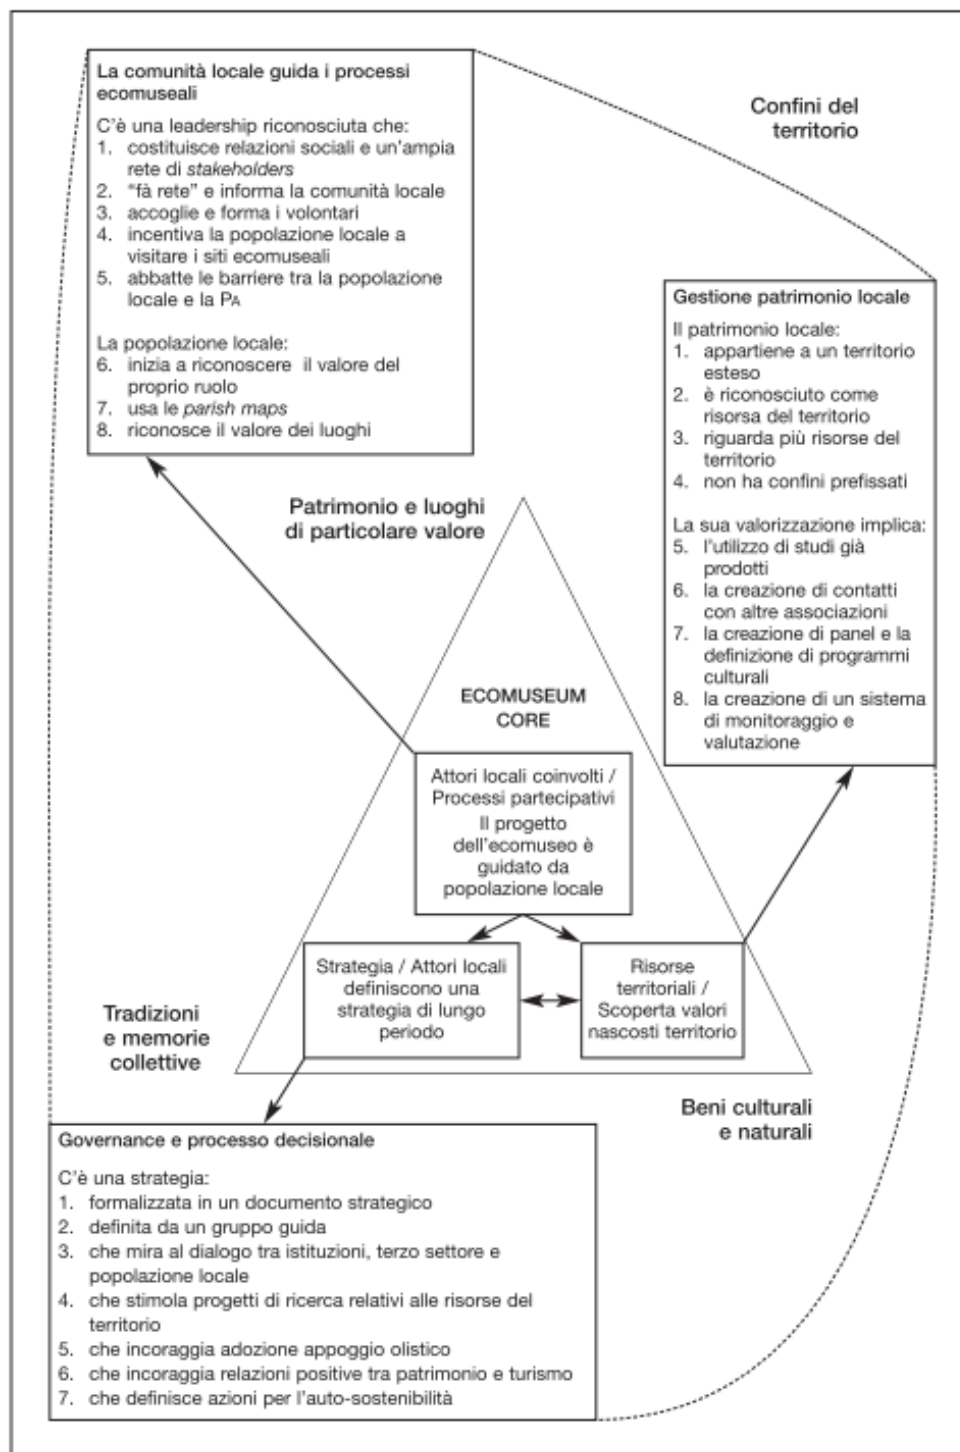 La comunità locale guida i processi
ecomuseali
C'è una leadership riconosciuta che:
1. costituisce relazioni sociali e un'ampia
rete di stakeholders
2. "fà rete" e informa la comunità locale
3. accoglie e forma i volontari
4. incentiva la popolazione locale a
visitare i siti ecomuseali
5. abbatte le barriere tra la popolazione
locale e la PA
La popolazione locale:
6. inizia a riconoscere il valore del
proprio ruolo
7. usa le parish maps
8. riconosce il valore dei luoghi
Confini del
territorio
Gestione patrimonio locale
Il patrimonio locale:
1. appartiene a un territorio
esteso
2. è riconosciuto come
risorsa del territorio
3. riguarda più risorse del
territorio
4. non ha confini prefissati
La sua valorizzazione implica:
5. l'utilizzo di studi già
prodotti
6. la creazione di contatti
con altre associazioni
7. la creazione di panel e la
definizione di programmi
culturali
8. la creazione di un sistema
di monitoraggio e
valutazione
Patrimonio e luoghi
di particolare valore
ECOMUSEUM
CORE
Attori locali coinvolti /
Processi partecipativi
Il progetto
dell'ecomuseo è
guidato da
popolazione locale
Strategia / Attori locali
definiscono una
strategia di lungo
periodo
Risorse
territoriali /
Scoperta valori
nascosti territorio
Tradizioni
e memorie
collettive
Beni culturali
e naturali
Governance e processo decisionale
C'è una strategia:
1. formalizzata in un documento strategico
2. definita da un gruppo guida
3. che mira al dialogo tra istituzioni, terzo settore e
popolazione locale
4. che stimola progetti di ricerca relativi alle risorse del
territorio
5. che incoraggia adozione appoggio olistico
6. che incoraggia relazioni positive tra patrimonio e turismo
7. che definisce azioni per l'auto-sostenibilità